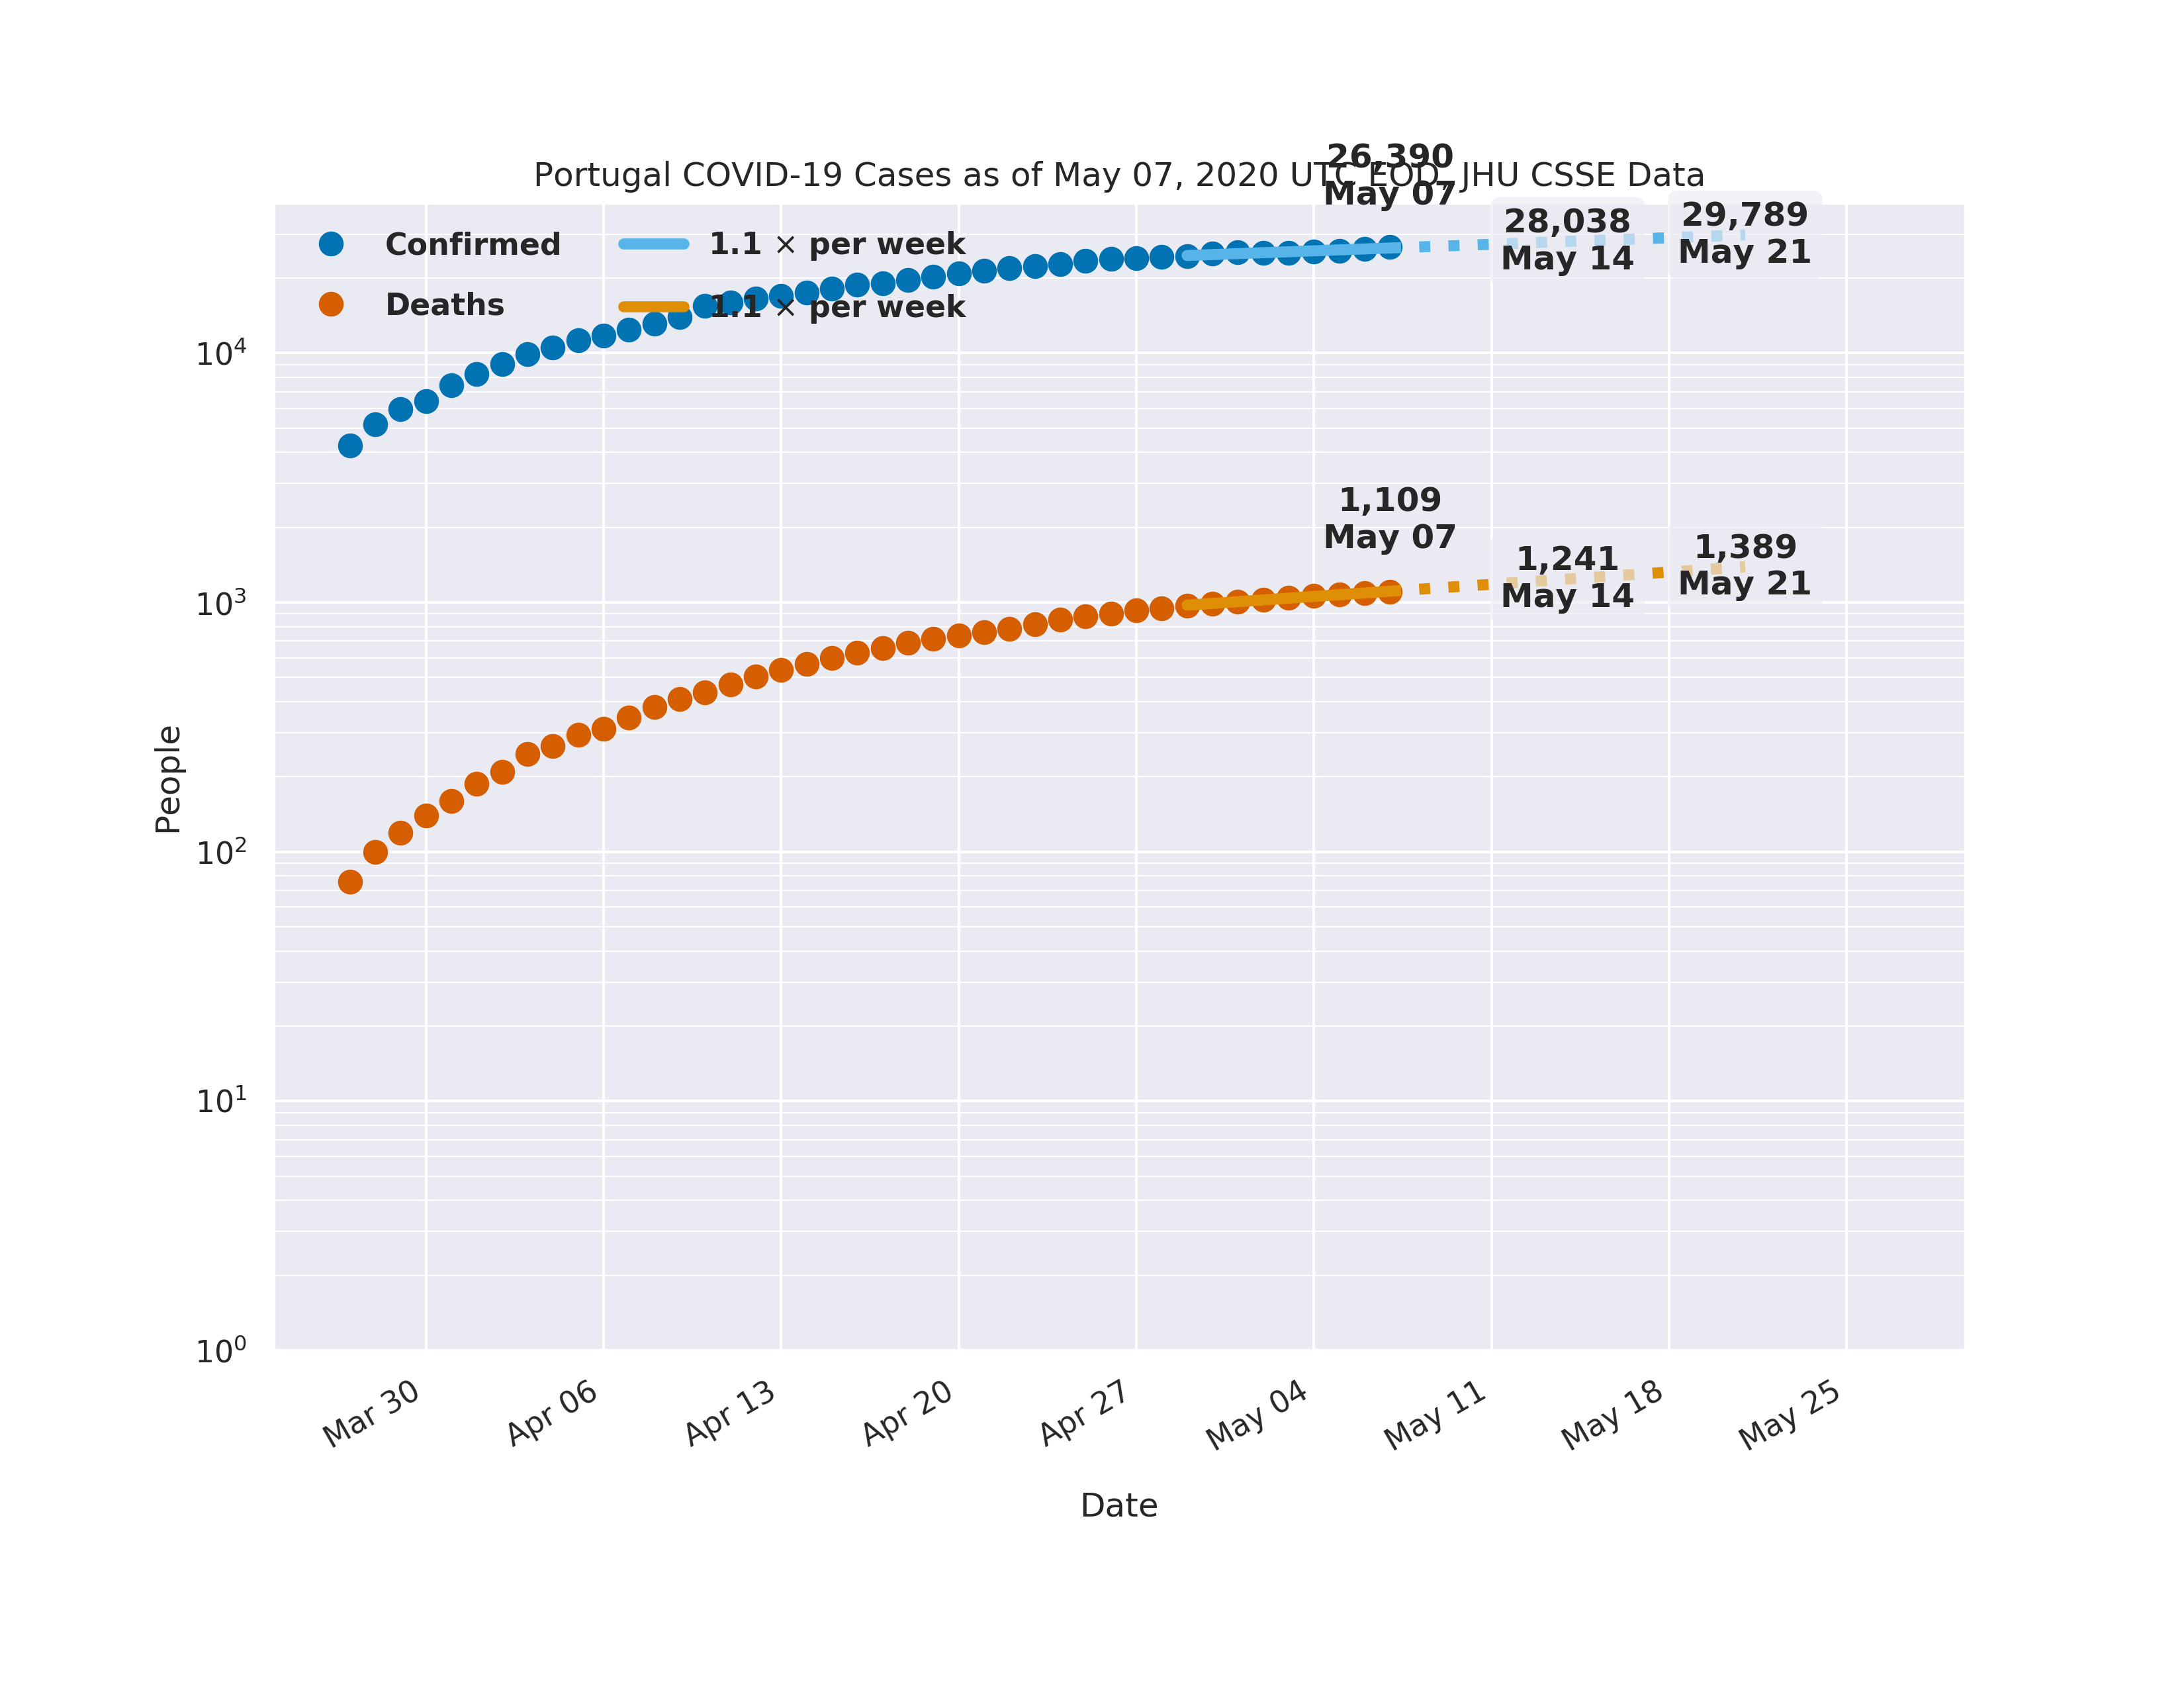 26,390
May 07
Portugal COVID-19 Cases as of May 07, 2020 UTC EOD, JHU CSSE Data
28,038
May 14
29,789
May 21
Confirmed
1.1 × per week
Deaths
1.1 × per week
1,109
May 07
1,241
May 14
1,389
May 21
10⁴
10³
10²
10¹
10⁰
People
Mar 30
Apr 06
Apr 13
Apr 20
Apr 27
May 04
May 11
May 18
May 25
Date